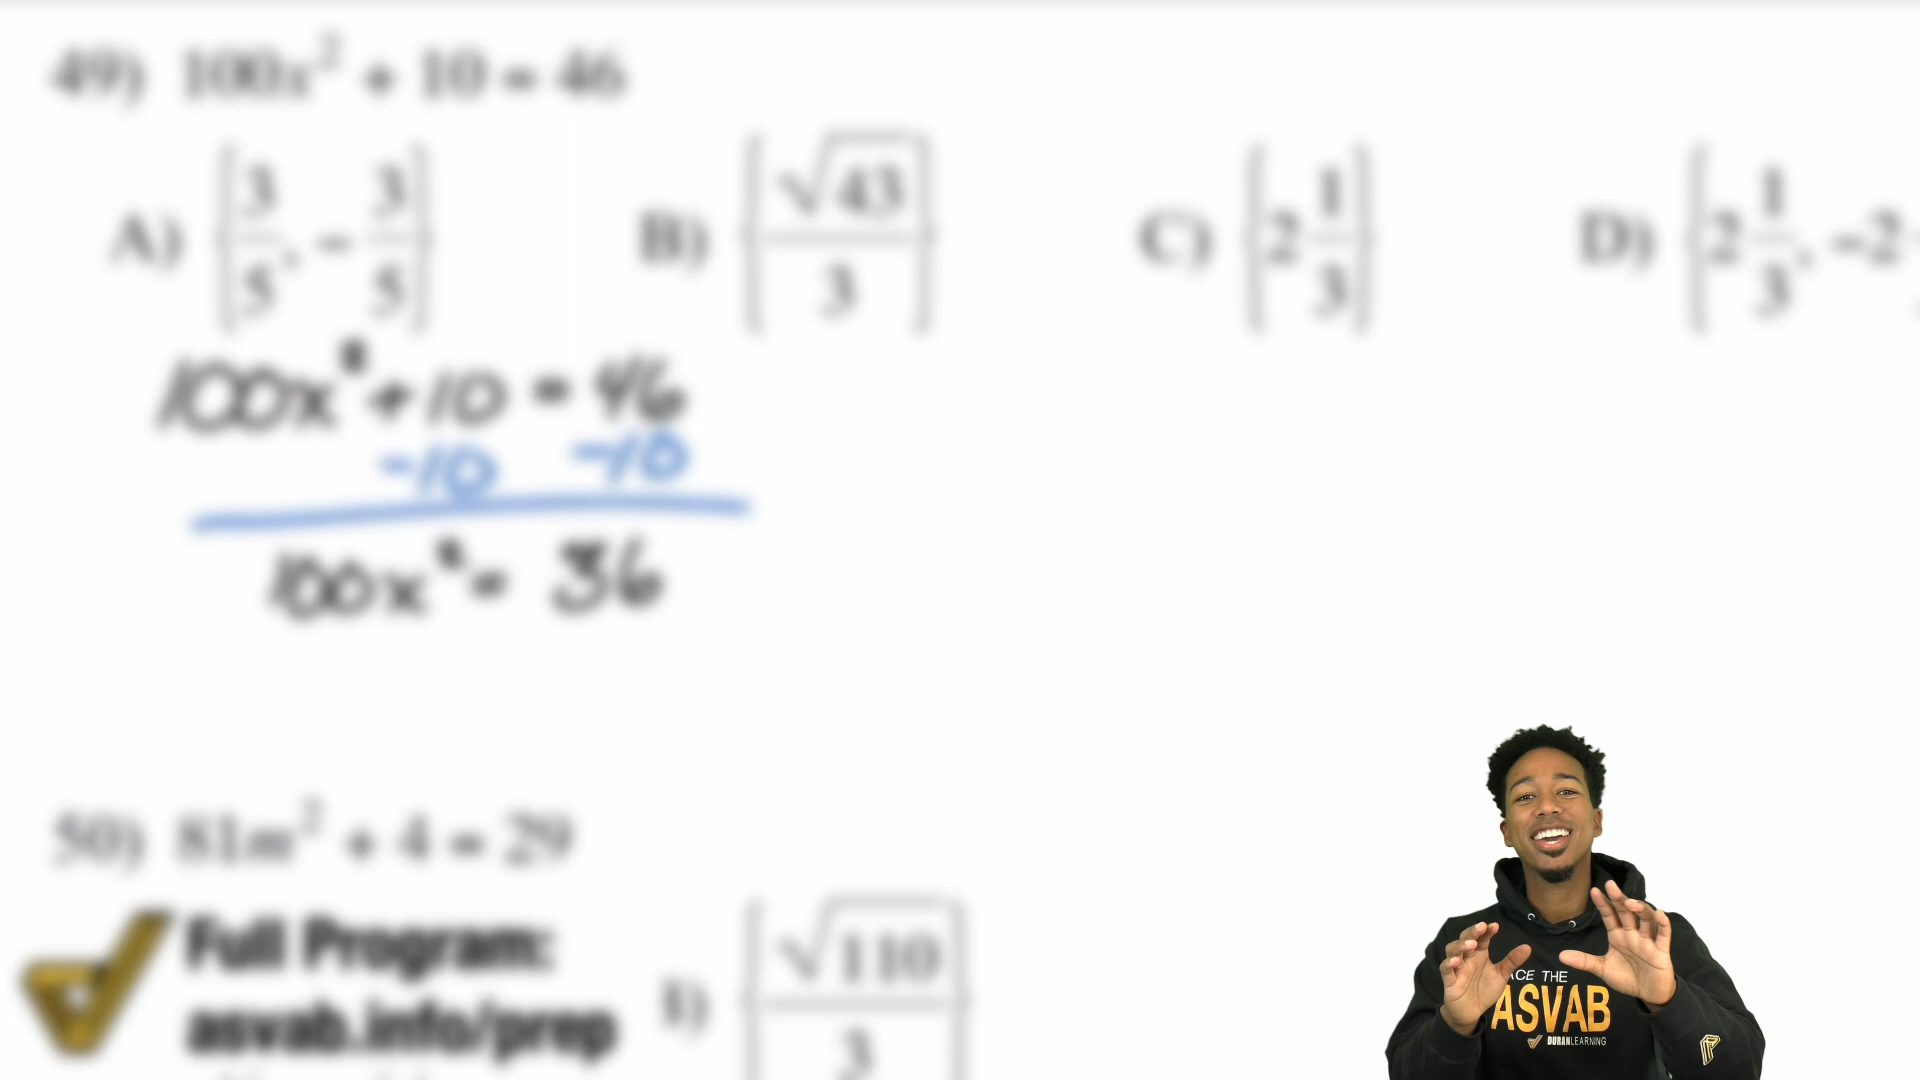 49) 100x² + 10 = 46
A) {3/5, −3/5} B) {√43/3} C) {2 1/3} D) {2 1/3, −2
100x² + 10 = 46
-10 -10
100x² = 36
50) 81m² + 4 = 29
Full Program:
asvab.info/prep
{√110/3}
ACE THE
ASVAB
DURANLEARNING